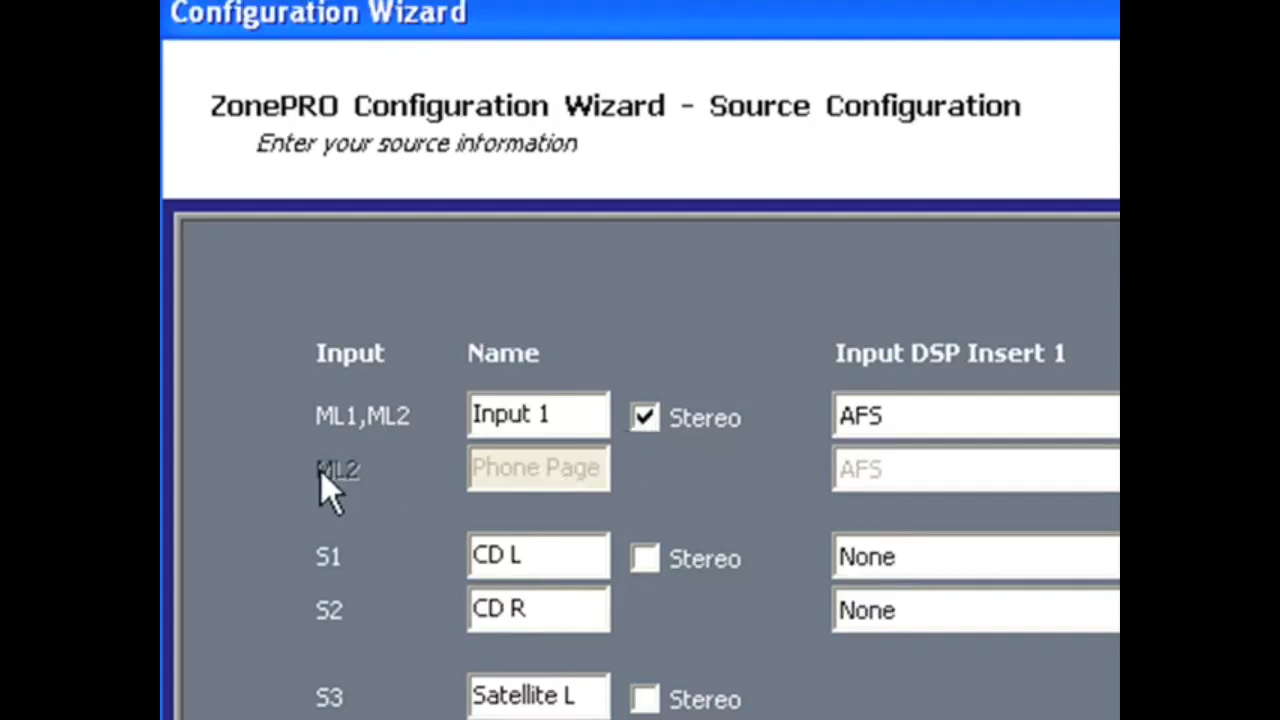 Configuration Wizard
ZonePRO Configuration Wizard - Source Configuration
Enter your source information
Input Name Input DSP Insert 1
ML1,ML2 Input 1 Stereo AFS
ML2 Phone Page AFS
S1 CD L Stereo None
S2 CD R None
S3 Satellite L Stereo